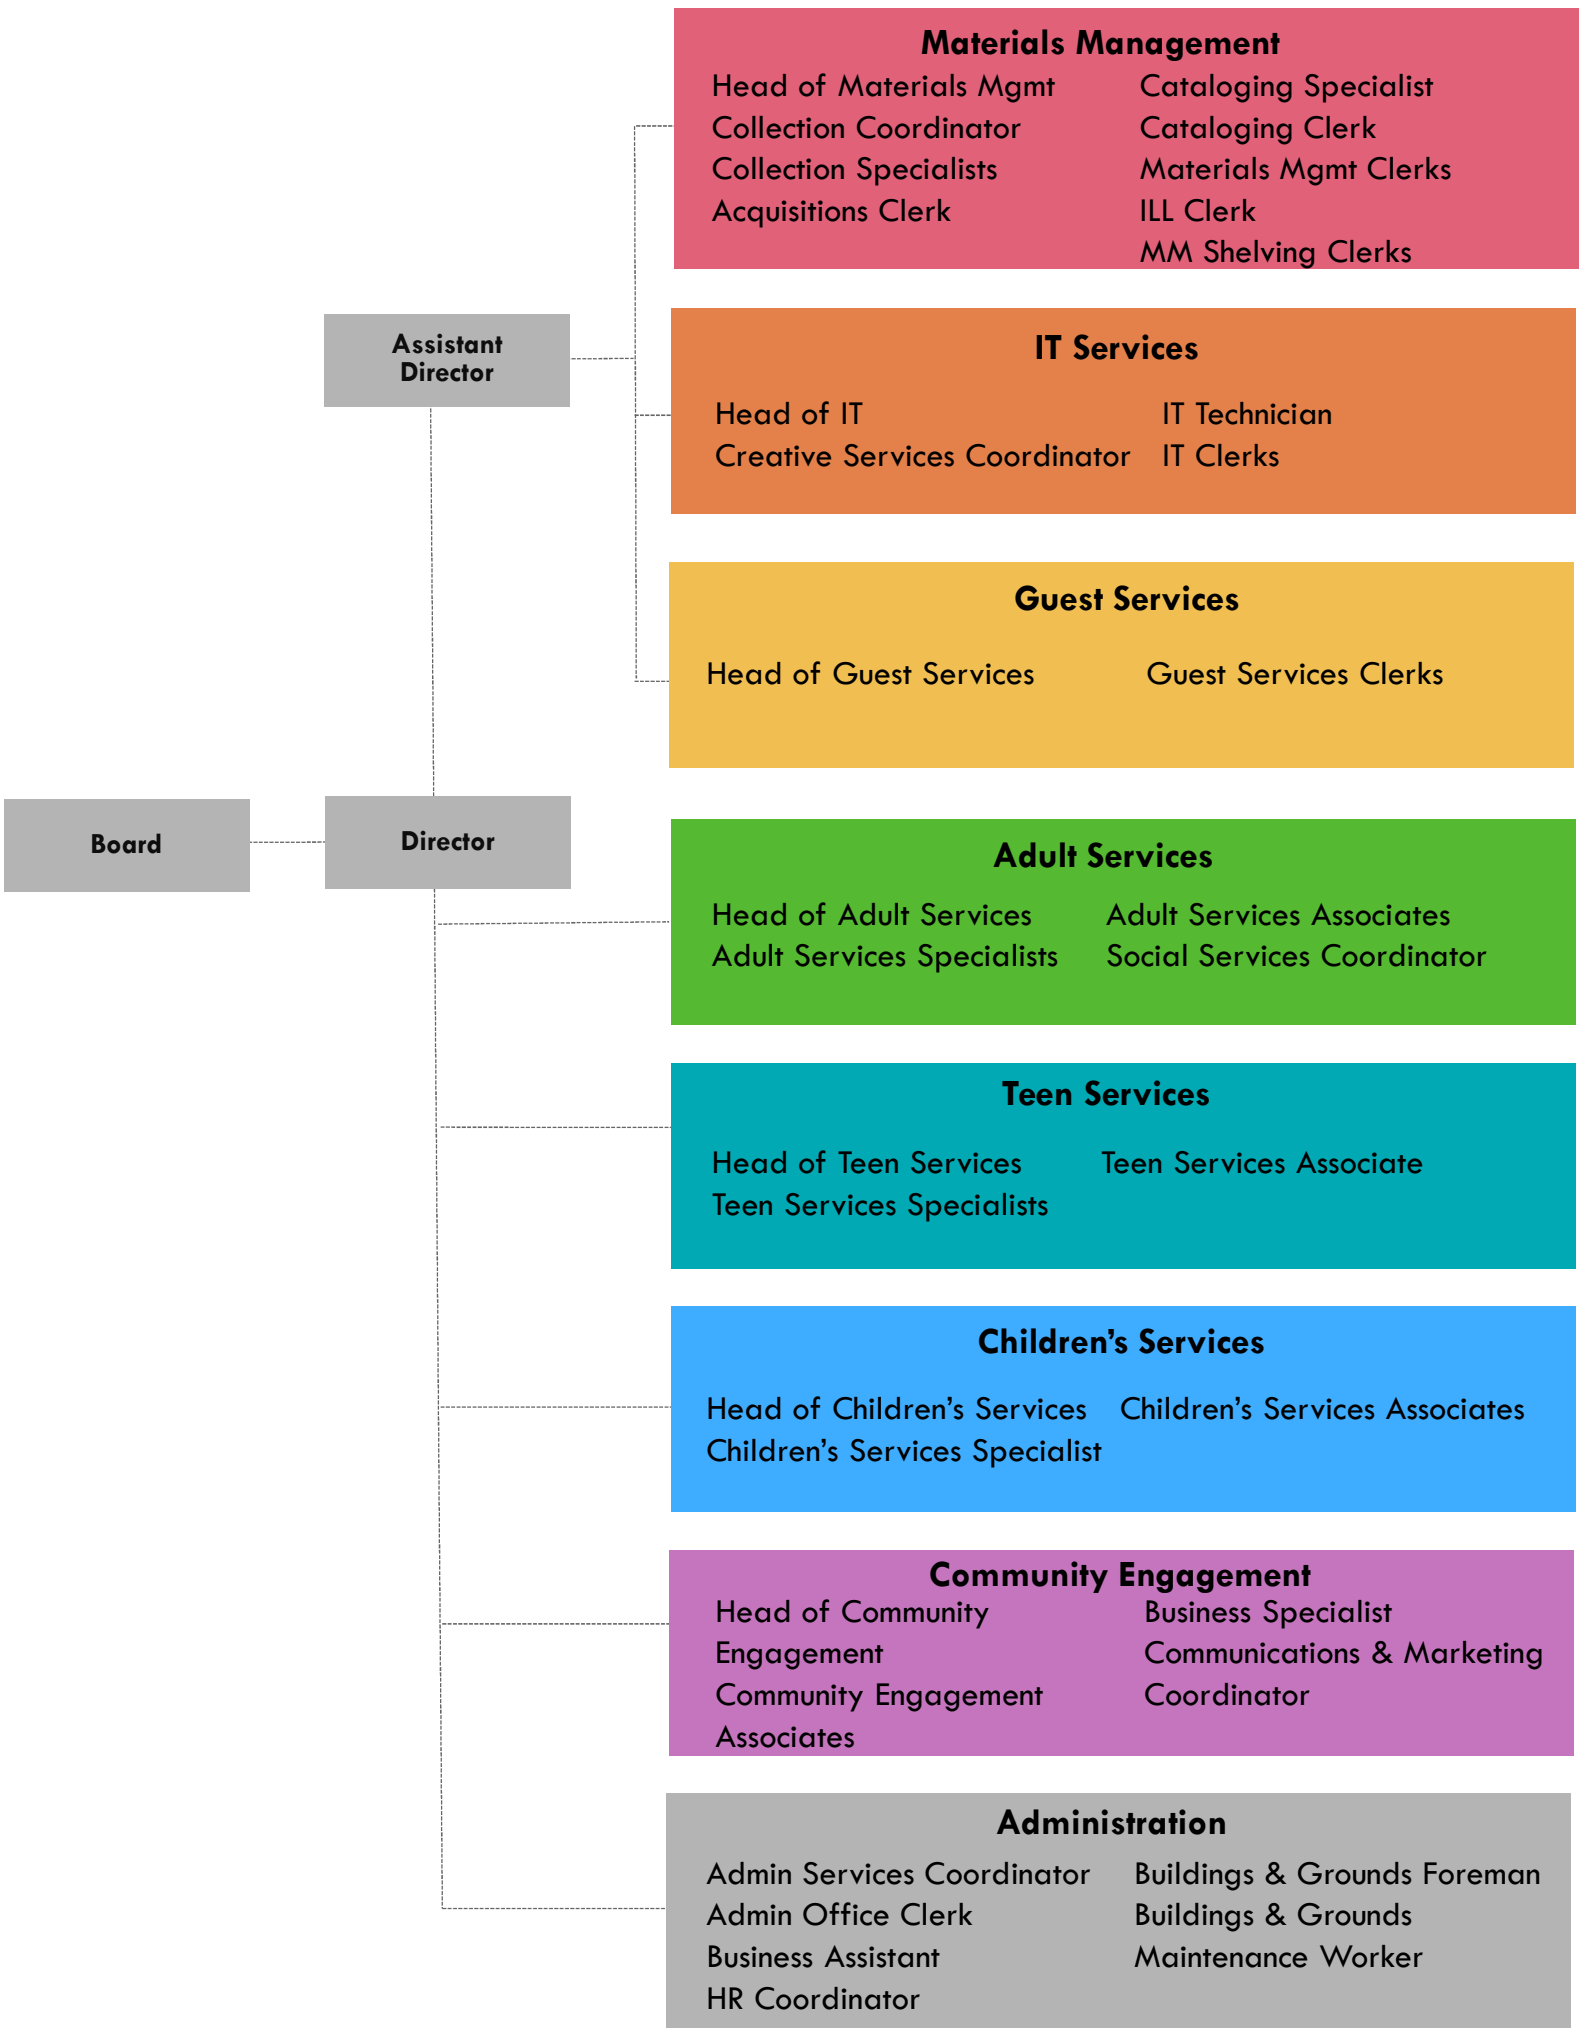 Materials Management
Head of Materials Mgmt
Collection Coordinator
Collection Specialists
Acquisitions Clerk
Cataloging Specialist
Cataloging Clerk
Materials Mgmt Clerks
ILL Clerk
MM Shelving Clerks
Assistant
Director
IT Services
Head of IT
Creative Services Coordinator
IT Technician
IT Clerks
Guest Services
Head of Guest Services
Guest Services Clerks
Board
Director
Adult Services
Head of Adult Services
Adult Services Specialists
Adult Services Associates
Social Services Coordinator
Teen Services
Head of Teen Services
Teen Services Specialists
Teen Services Associate
Children’s Services
Head of Children’s Services
Children’s Services Specialist
Children’s Services Associates
Community Engagement
Head of Community
Engagement
Community Engagement
Associates
Business Specialist
Communications & Marketing
Coordinator
Administration
Admin Services Coordinator
Admin Office Clerk
Business Assistant
HR Coordinator
Buildings & Grounds Foreman
Buildings & Grounds
Maintenance Worker